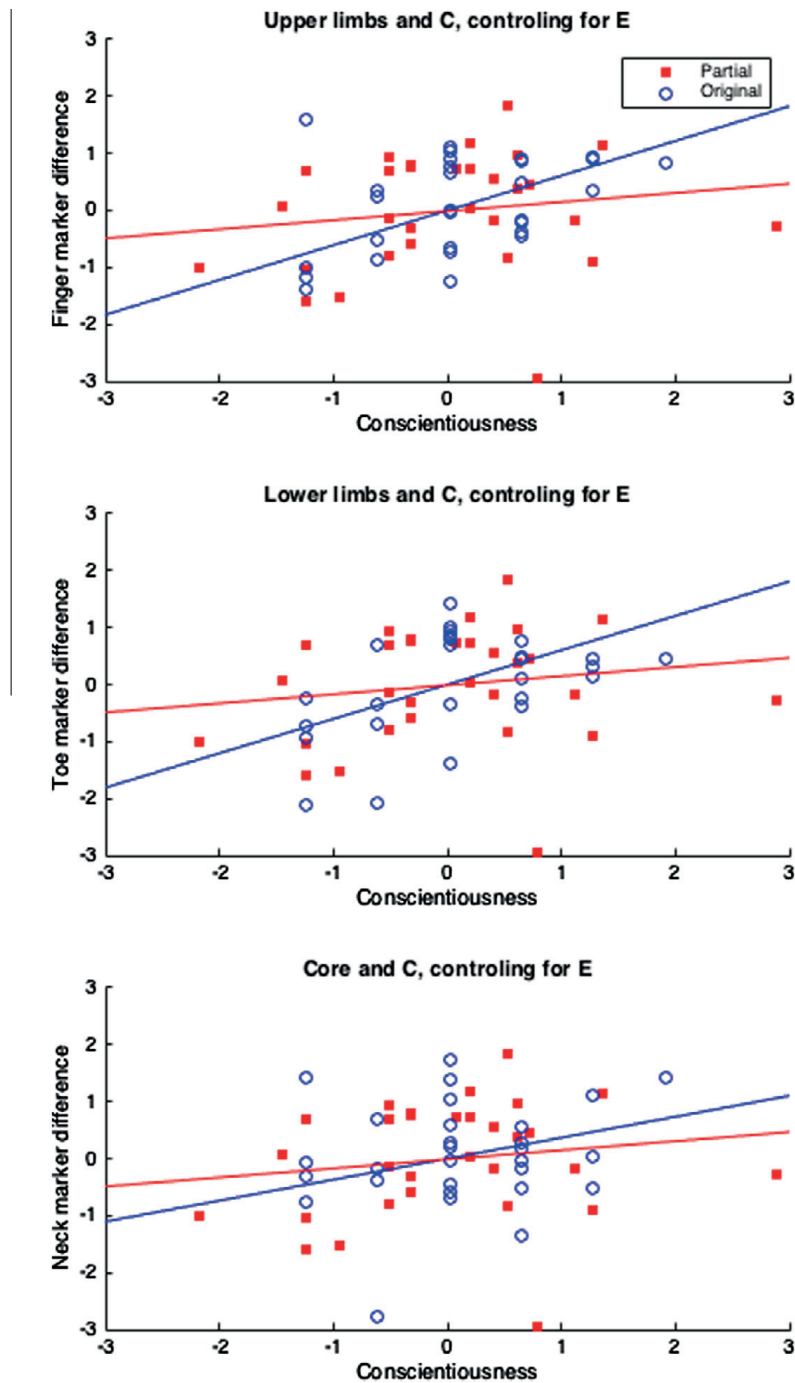 Upper limbs and C, controling for E
Partial
Original
Finger marker difference
3
2
1
0
-1
-2
-3
-3 -2 -1 0 1 2 3
Conscientiousness
Lower limbs and C, controling for E
Toe marker difference
3
2
1
0
-1
-2
-3
-3 -2 -1 0 1 2 3
Conscientiousness
Core and C, controling for E
Neck marker difference
3
2
1
0
-1
-2
-3
-3 -2 -1 0 1 2 3
Conscientiousness